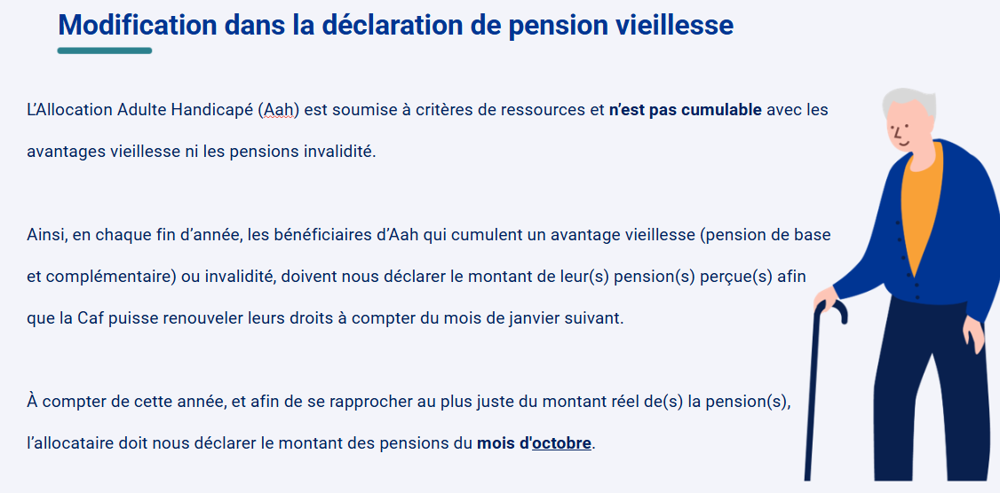 Modification dans la déclaration de pension vieillesse
L’Allocation Adulte Handicapé (Aah) est soumise à critères de ressources et n’est pas cumulable avec les
avantages vieillesse ni les pensions invalidité.
Ainsi, en chaque fin d’année, les bénéficiaires d’Aah qui cumulent un avantage vieillesse (pension de base
et complémentaire) ou invalidité, doivent nous déclarer le montant de leur(s) pension(s) perçue(s) afin
que la Caf puisse renouveler leurs droits à compter du mois de janvier suivant.
À compter de cette année, et afin de se rapprocher au plus juste du montant réel de(s) la pension(s),
l’allocataire doit nous déclarer le montant des pensions du mois d'octobre.